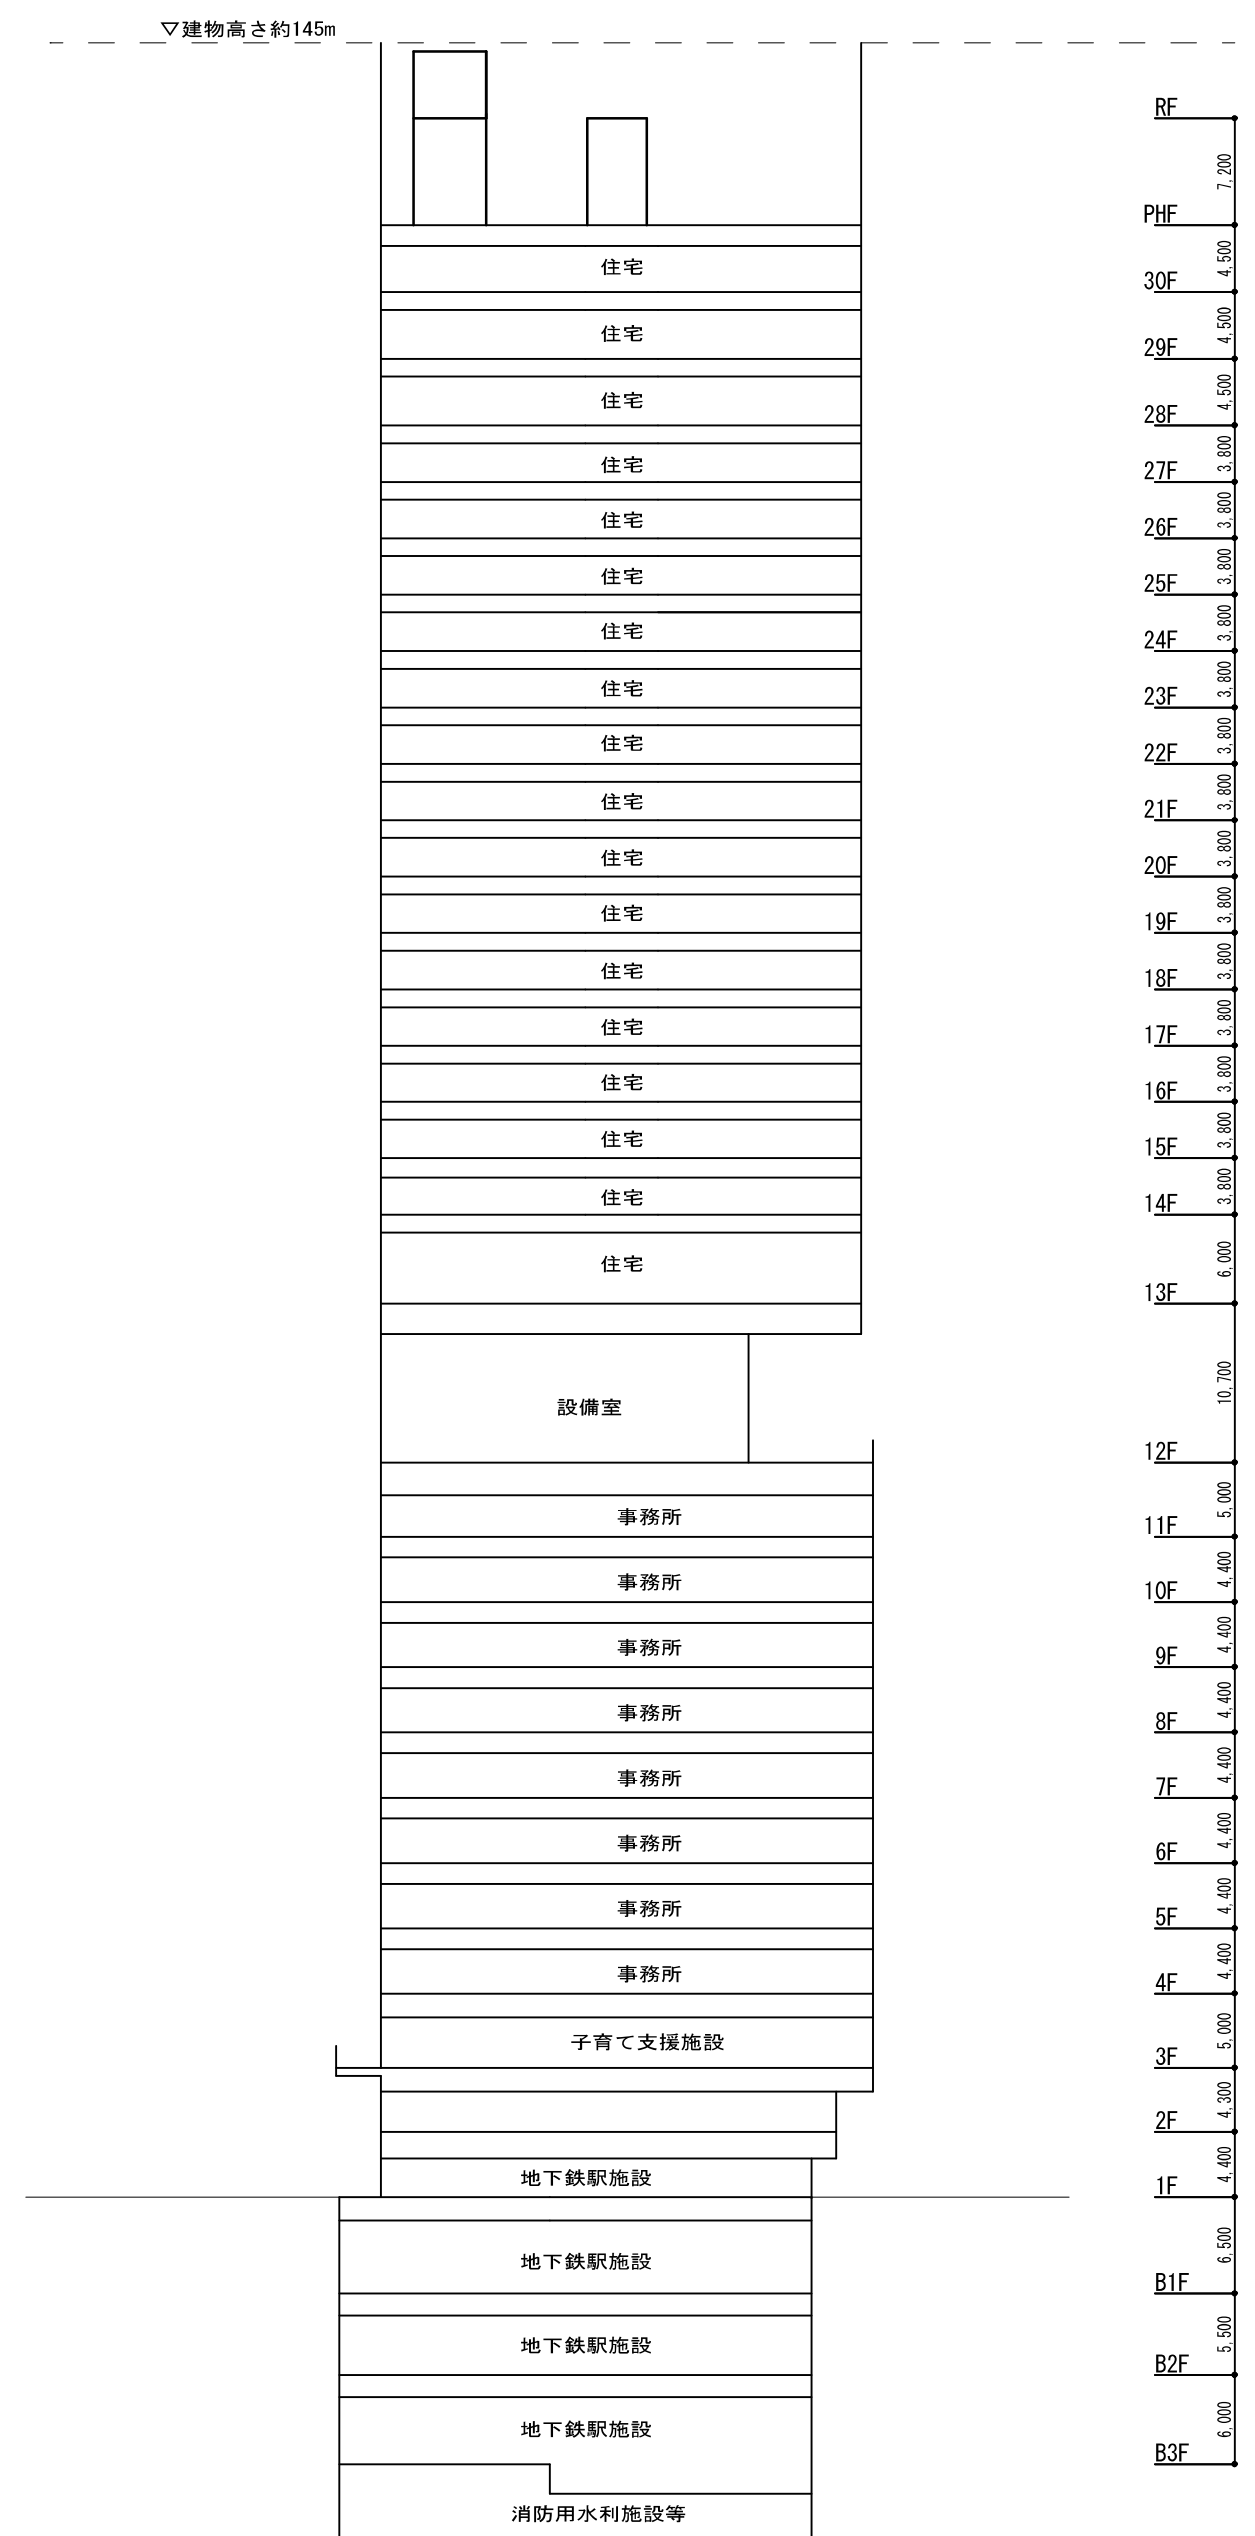 ▽建物高さ約145m
RF
7,200
PHF
4,500
住宅
30F
4,500
住宅
29F
4,500
住宅
28F
3,800
住宅
27F
3,800
住宅
26F
3,800
住宅
25F
3,800
住宅
24F
3,800
住宅
23F
3,800
住宅
22F
3,800
住宅
21F
3,800
住宅
20F
3,800
住宅
19F
3,800
住宅
18F
3,800
住宅
17F
3,800
住宅
16F
3,800
住宅
15F
3,800
住宅
14F
6,000
住宅
13F
10,700
設備室
12F
5,000
事務所
11F
4,400
事務所
10F
4,400
事務所
9F
4,400
事務所
8F
4,400
事務所
7F
4,400
事務所
6F
4,400
事務所
5F
4,400
事務所
4F
5,000
子育て支援施設
3F
4,300
2F
4,400
地下鉄駅施設
1F
6,500
地下鉄駅施設
B1F
5,500
地下鉄駅施設
B2F
6,000
地下鉄駅施設
B3F
消防用水利施設等